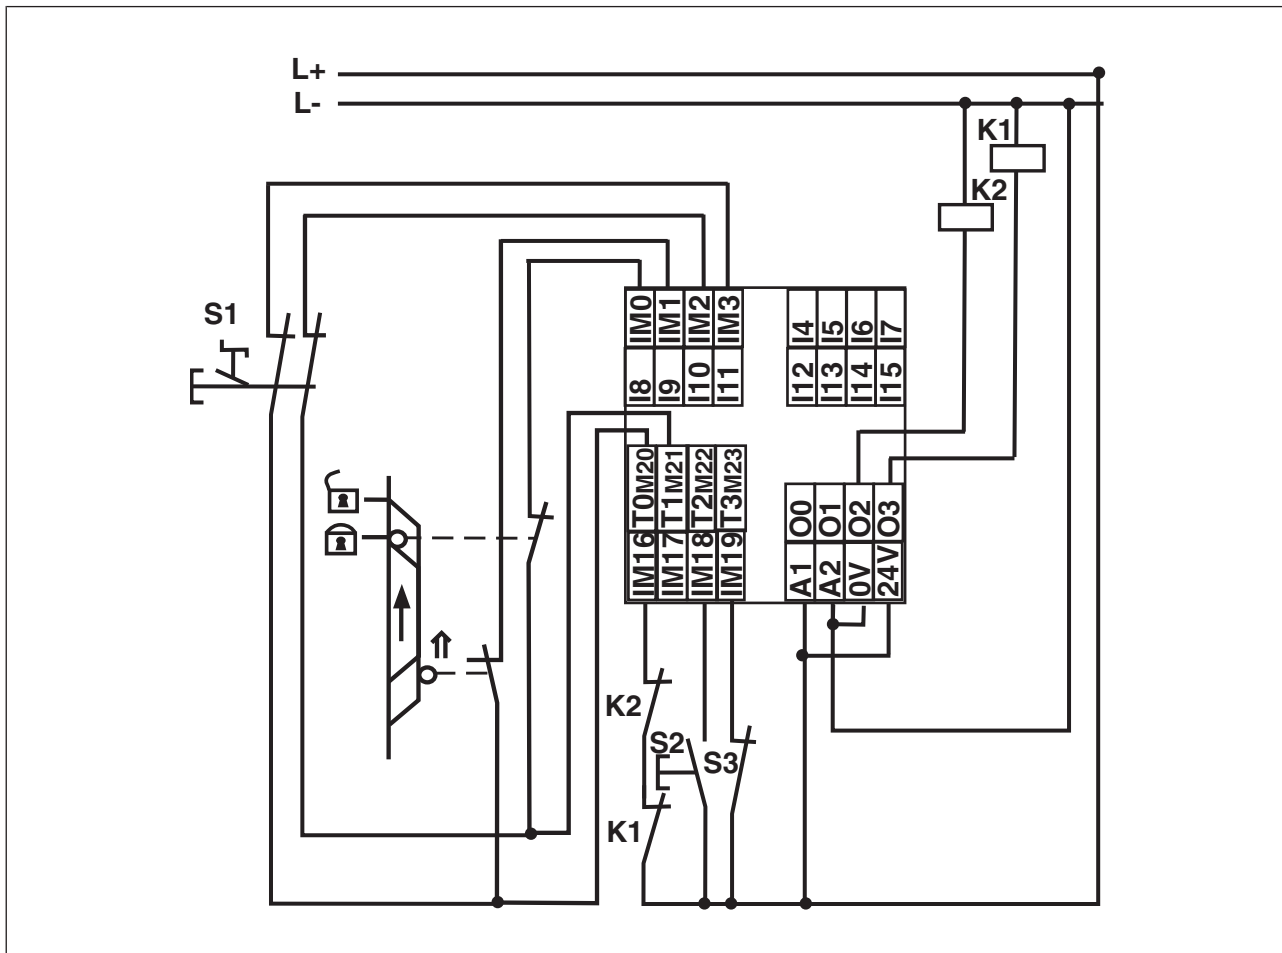 L+
L-
K1
K2
S1
IM0 IM1 IM2 IM3
I4 I5 I6 I7
I8 I9 I10 I11
I12 I13 I14 I15
T0M20 T1M21 T2M22 T3M23
O0 O1 O2 O3
IM16 IM17 IM18 IM19
A1 A2 0V 24V
K2
S2
S3
K1